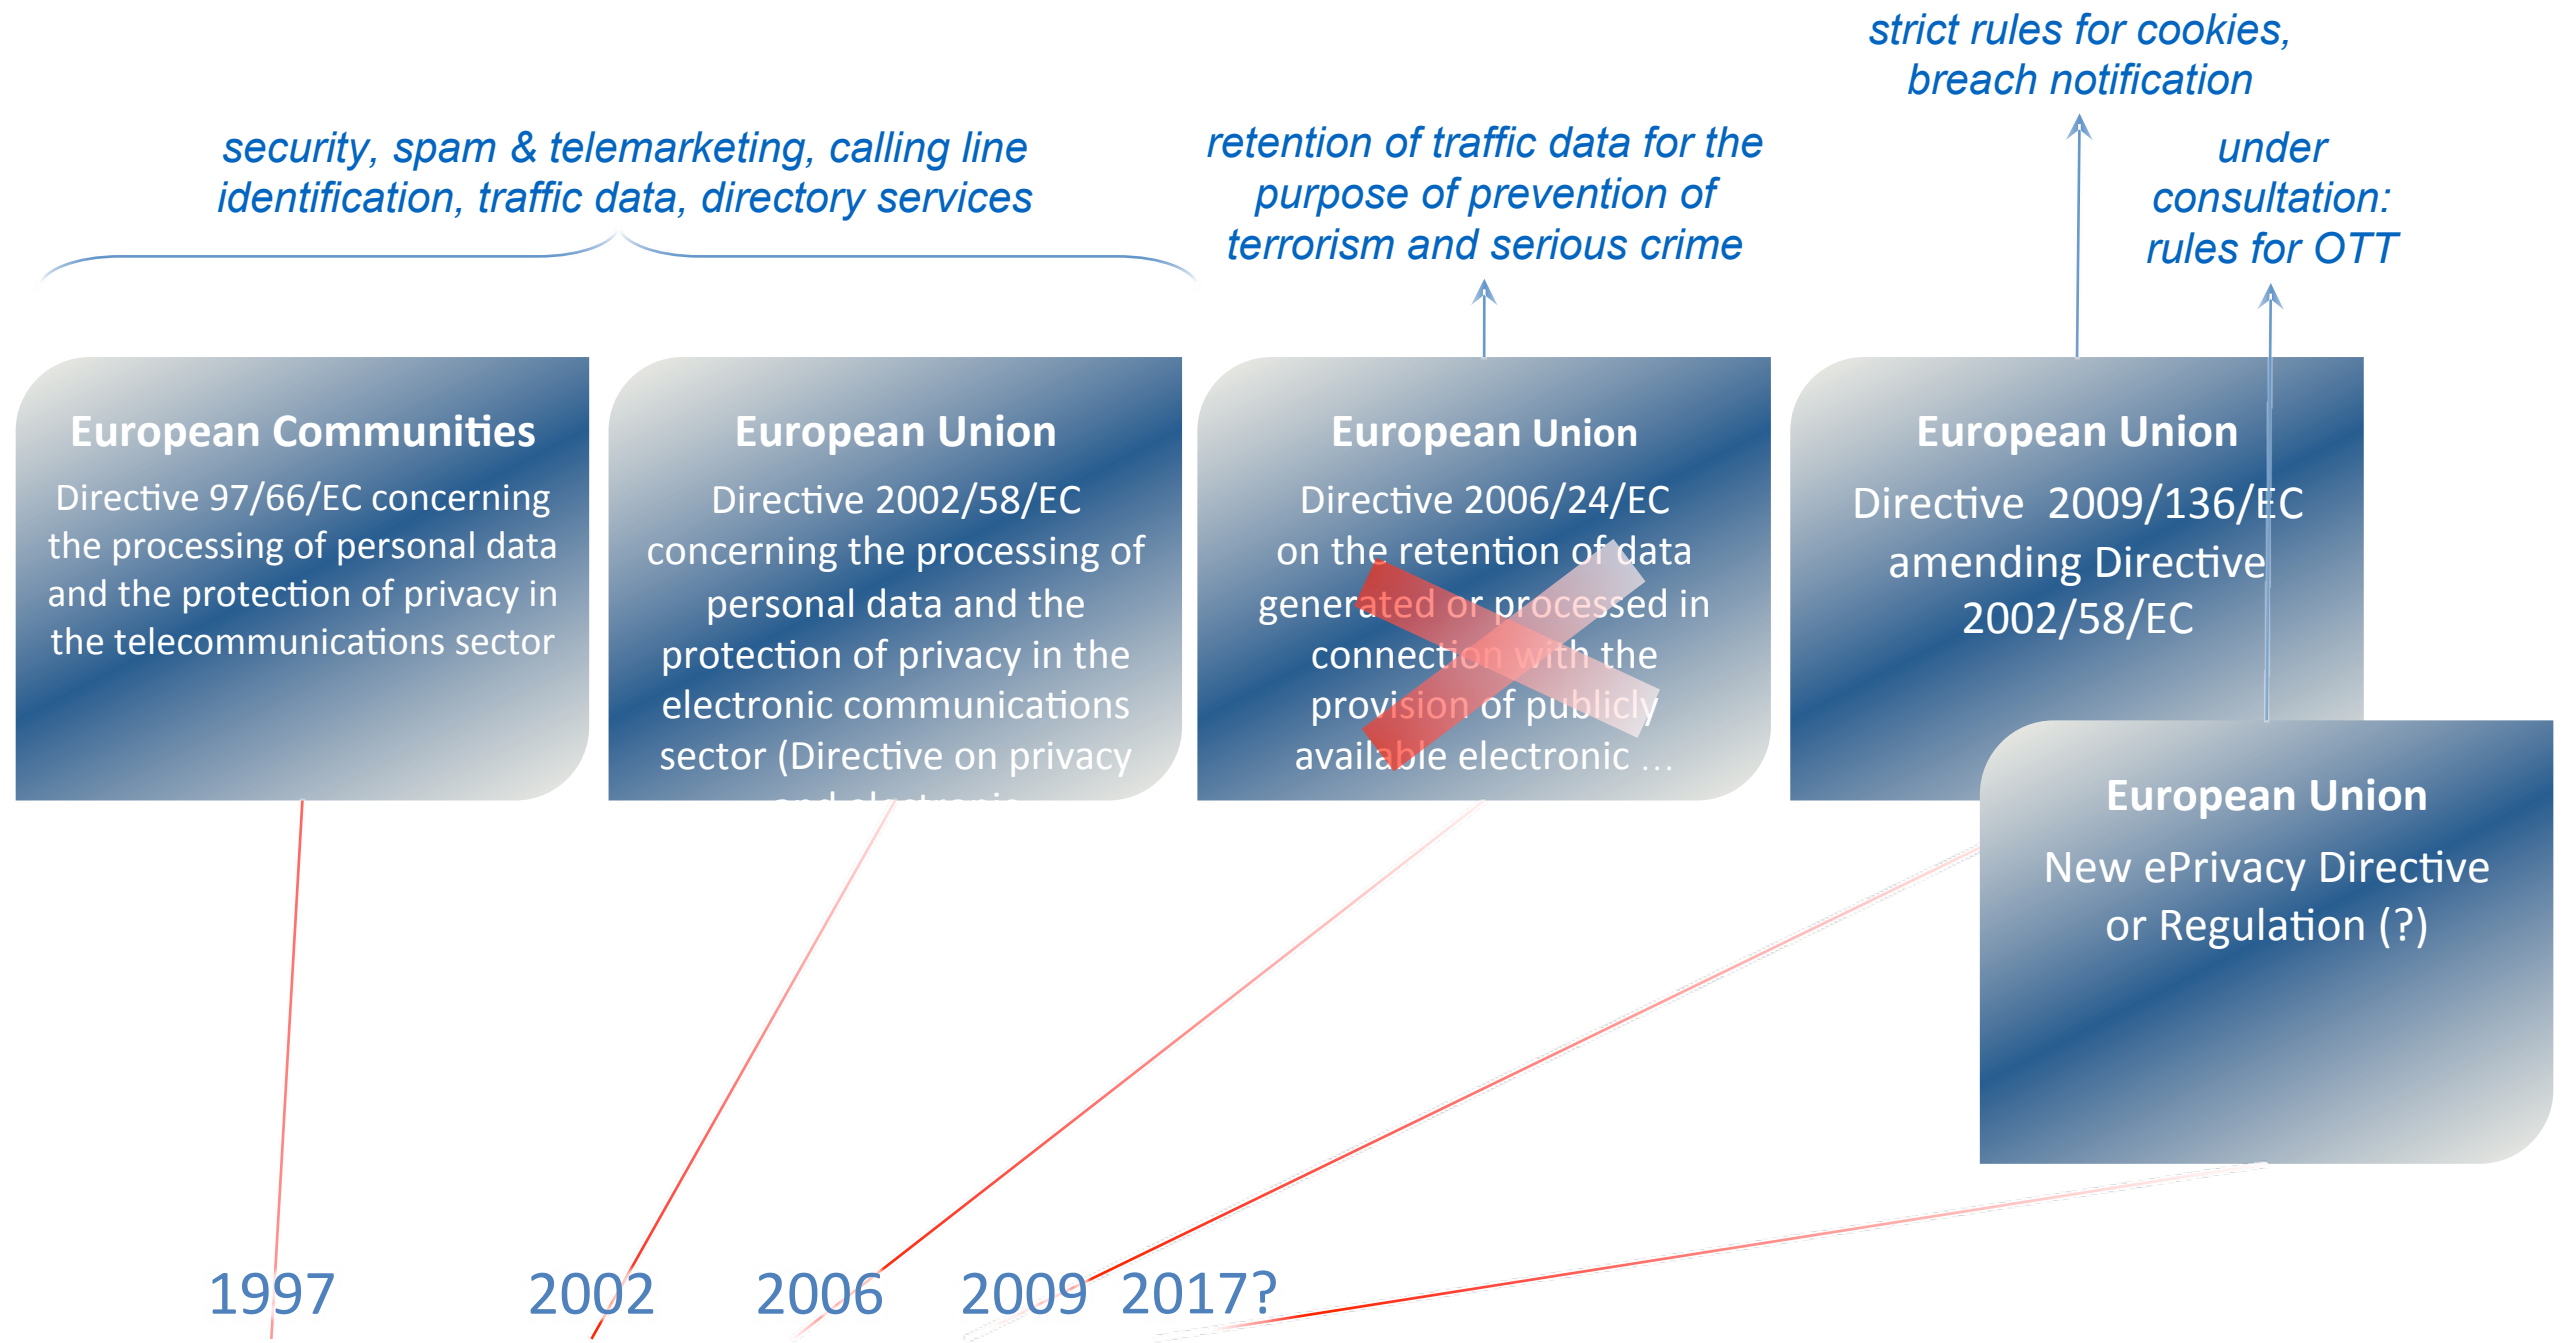 strict rules for cookies,
breach notification
security, spam & telemarketing, calling line
identification, traffic data, directory services
retention of traffic data for the
purpose of prevention of
terrorism and serious crime
under
consultation:
rules for OTT
European Communities
Directive 97/66/EC concerning
the processing of personal data
and the protection of privacy in
the telecommunications sector
European Union
Directive 2002/58/EC
concerning the processing of
personal data and the
protection of privacy in the
electronic communications
sector (Directive on privacy
and electronic
European Union
Directive 2006/24/EC
on the retention of data
generated or processed in
connection with the
provision of publicly
available electronic ...
European Union
Directive 2009/136/EC
amending Directive
2002/58/EC
European Union
New ePrivacy Directive
or Regulation (?)
1997
2002
2006
2009
2017?